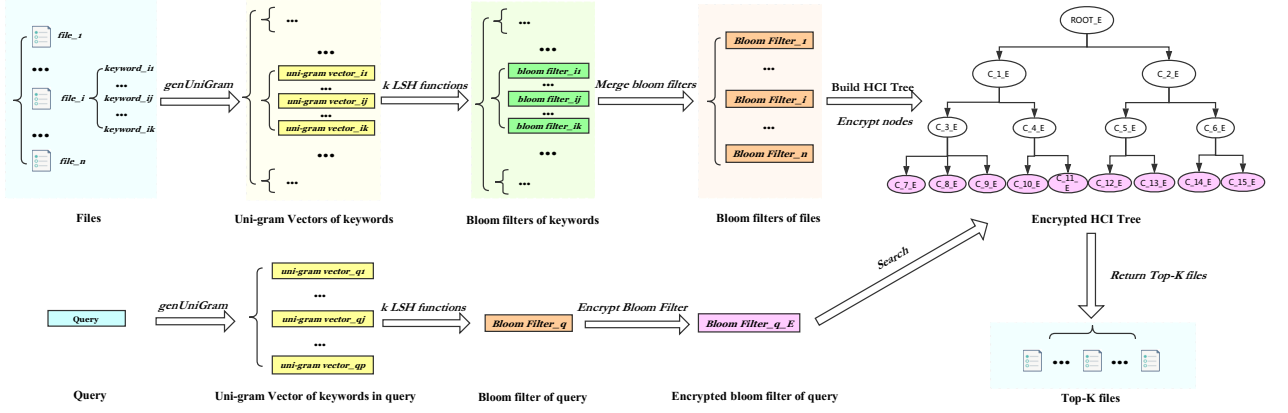 file_1
...
file_i
...
file_n
keyword_i1
...
keyword_ij
...
keyword_ik
Files
genUniGram
...
...
uni-gram vector_i1
...
uni-gram vector_ij
...
uni-gram vector_ik
...
...
Uni-gram Vectors of keywords
k LSH functions
...
...
bloom filter_i1
...
bloom filter_ij
...
bloom filter_ik
...
...
Bloom filters of keywords
Merge bloom filters
Bloom Filter_1
...
Bloom Filter_i
...
Bloom Filter_n
Bloom filters of files
Build HCI Tree
Encrypt nodes
ROOT_E
C_1_E
C_2_E
C_3_E
C_4_E
C_5_E
C_6_E
C_7_E
C_8_E
C_9_E
C_10_E
C_11_
E
C_12_E
C_13_E
C_14_E
C_15_E
Encrypted HCI Tree
Query
Query
genUniGram
uni-gram vector_q1
...
uni-gram vector_qj
...
uni-gram vector_qp
Uni-gram Vector of keywords in query
k LSH functions
Bloom Filter_q
Bloom filter of query
Encrypt Bloom Filter
Bloom Filter_q_E
Encrypted bloom filter of query
Search
Return Top-K files
...
...
Top-K files